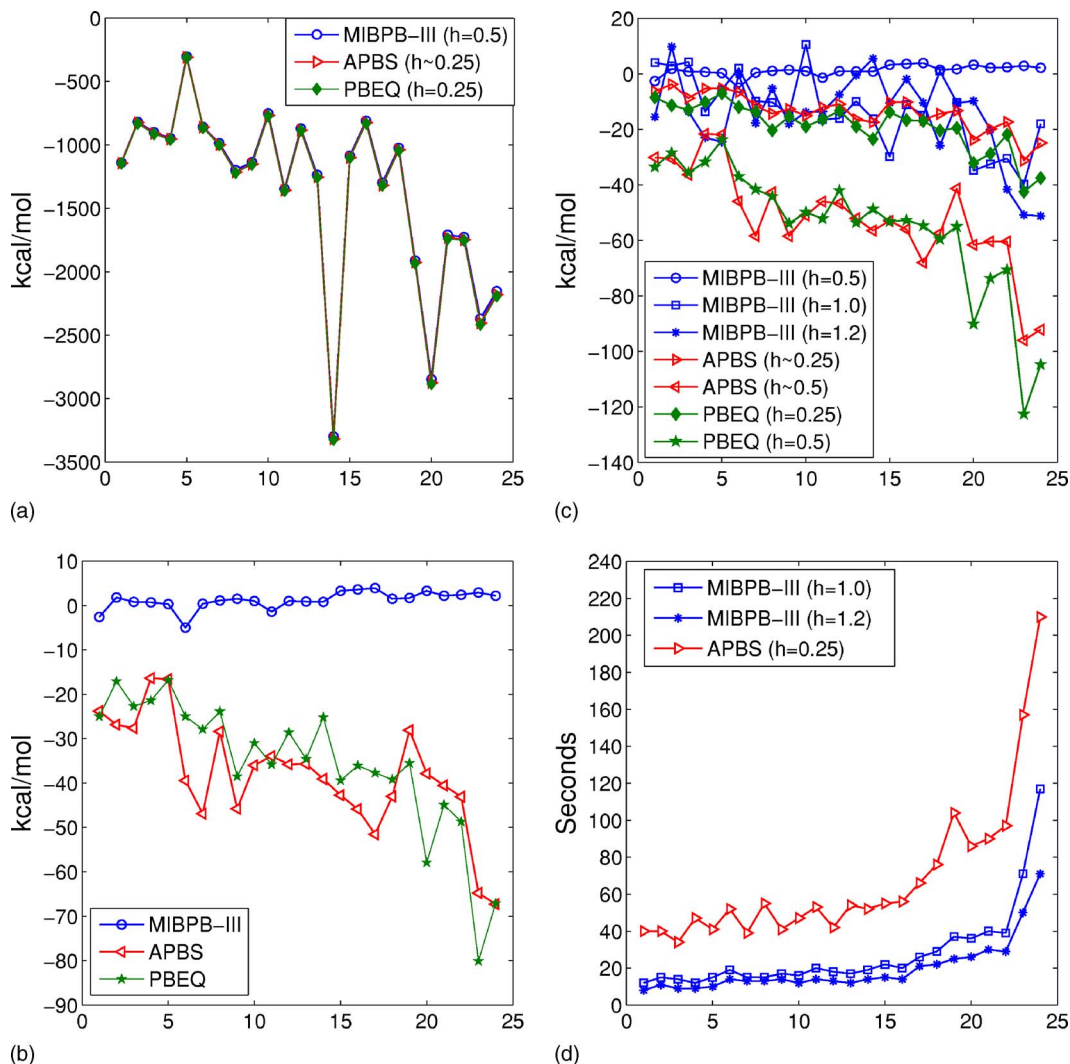 0
−500
−1000
−1500
−2000
−2500
−3000
−3500
kcal/mol
MIBPB−III (h=0.5)
APBS (h~0.25)
PBEQ (h=0.25)
0 5 10 15 20 25
(a)
20
0
−20
−40
−60
−80
−100
−120
−140
kcal/mol
MIBPB−III (h=0.5)
MIBPB−III (h=1.0)
MIBPB−III (h=1.2)
APBS (h~0.25)
APBS (h~0.5)
PBEQ (h=0.25)
PBEQ (h=0.5)
0 5 10 15 20 25
(c)
10
0
−10
−20
−30
−40
−50
−60
−70
−80
−90
kcal/mol
MIBPB−III
APBS
PBEQ
0 5 10 15 20 25
(b)
240
220
200
180
160
140
120
100
80
60
40
20
0
Seconds
MIBPB−III (h=1.0)
MIBPB−III (h=1.2)
APBS (h=0.25)
0 5 10 15 20 25
(d)